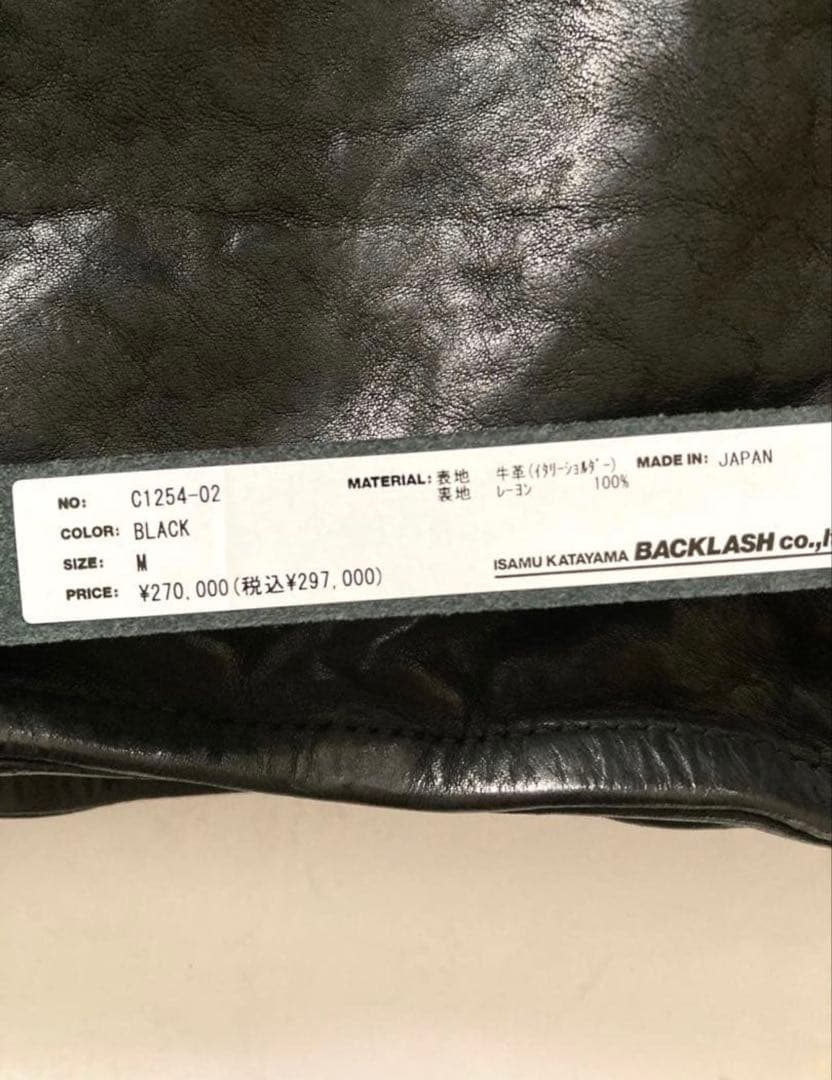 NO: C1254-02
COLOR: BLACK
SIZE: M
PRICE: ¥270,000(税込¥297,000)
MATERIAL: 表地 牛革(ｲﾀﾘｰｼｮﾙﾀﾞｰ)
裏地 ﾚｰﾖﾝ 100%
MADE IN: JAPAN
ISAMU KATAYAMA BACKLASH co.,